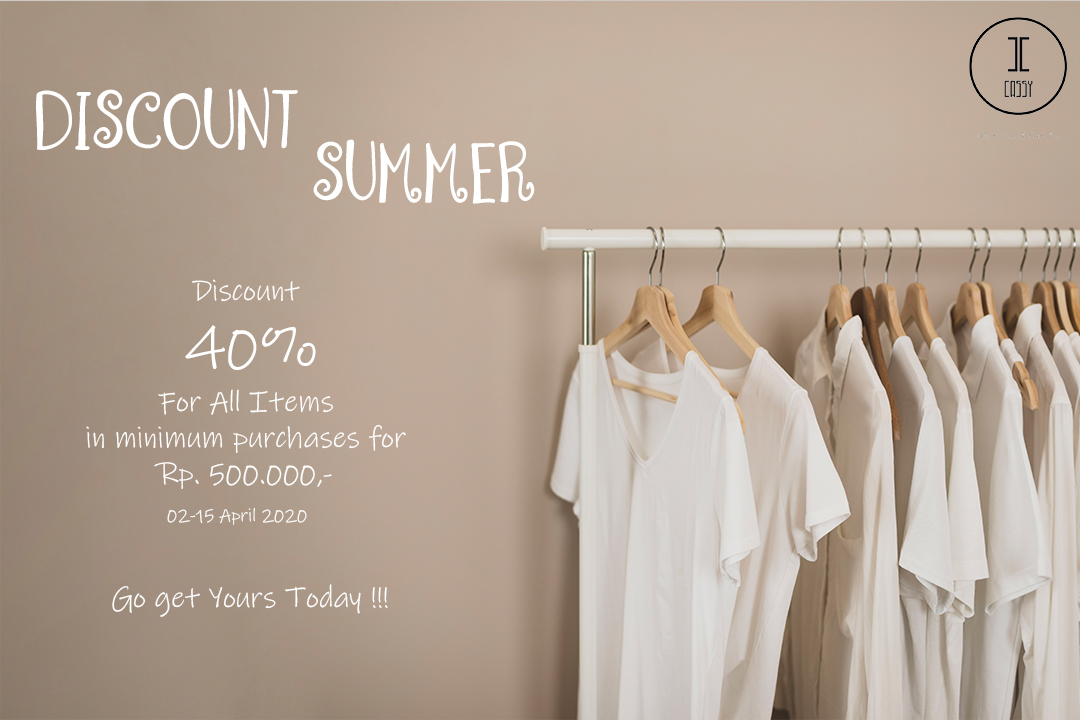 DISCOUNT
SUMMER
CASSY
Discount
40%
For All Items
in minimum purchases for
Rp. 500.000,-
02-15 April 2020
Go get Yours Today !!!